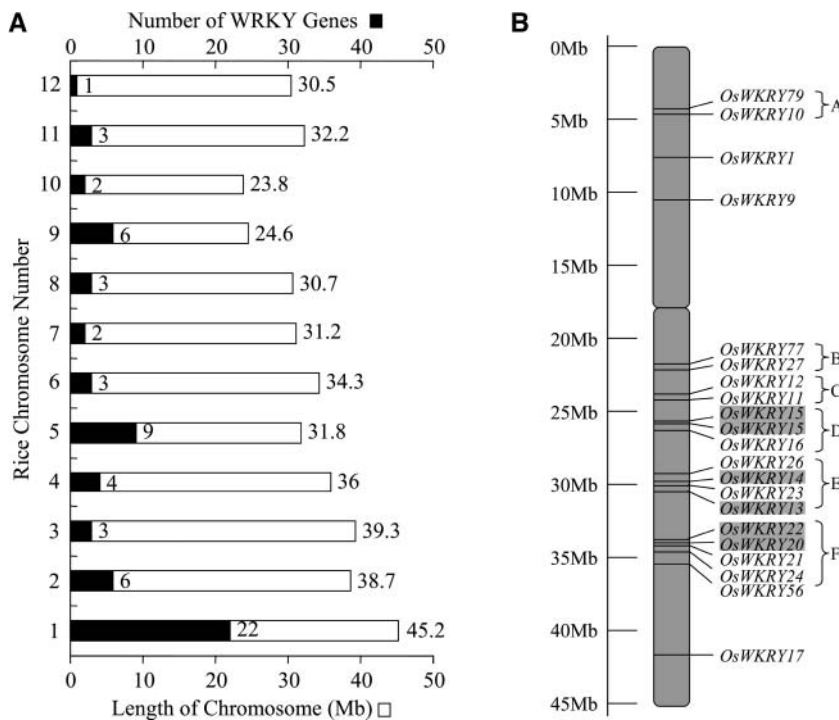 A
Number of WRKY Genes
0 10 20 30 40 50
Rice Chromosome Number
12 1 30.5
11 3 32.2
10 2 23.8
9 6 24.6
8 3 30.7
7 2 31.2
6 3 34.3
5 9 31.8
4 4 36
3 3 39.3
2 6 38.7
1 22 45.2
0 10 20 30 40 50
Length of Chromosome (Mb)
B
0Mb
5Mb
10Mb
15Mb
20Mb
25Mb
30Mb
35Mb
40Mb
45Mb
OsWKRY79
OsWKRY10
A
OsWKRY1
OsWKRY9
OsWKRY77
OsWKRY27
B
OsWKRY12
OsWKRY11
C
OsWKRY15
OsWKRY15
OsWKRY16
D
OsWKRY26
OsWKRY14
OsWKRY23
OsWKRY13
E
OsWKRY22
OsWKRY20
OsWKRY21
OsWKRY24
F
OsWKRY56
OsWKRY17